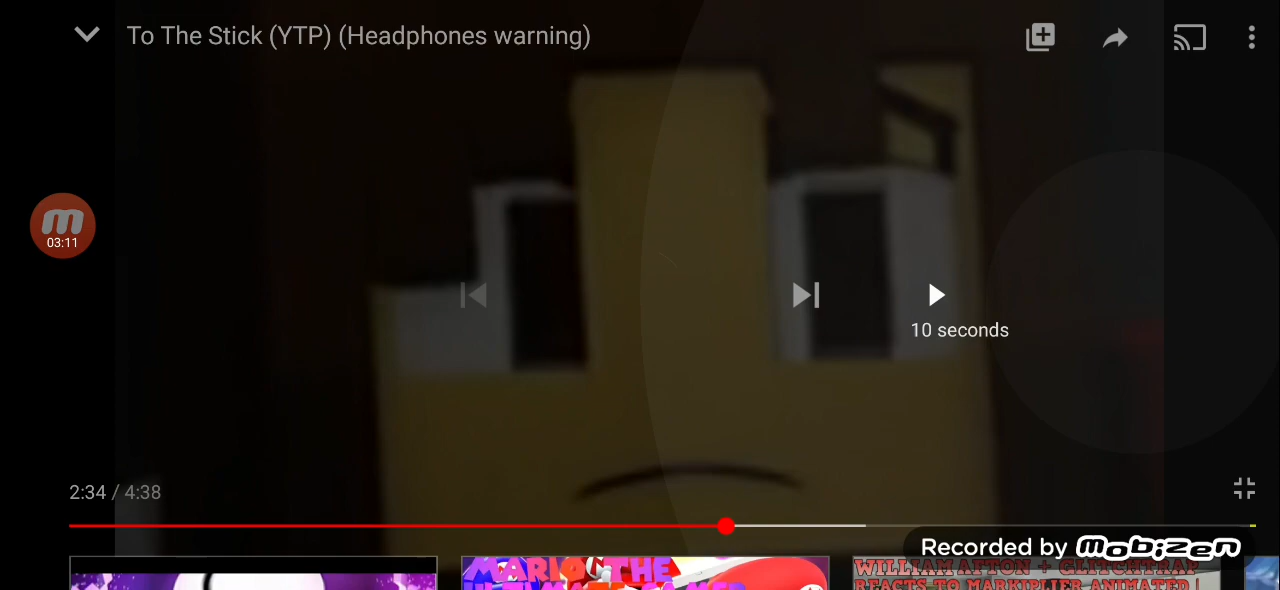 To The Stick (YTP) (Headphones warning)
03:11
10 seconds
2:34 / 4:38
Recorded by mobizen
MARIO THE
WILLIAM AFTON + GLITCHTRAP
REACTS TO MARKIPLIER ANIMATED |